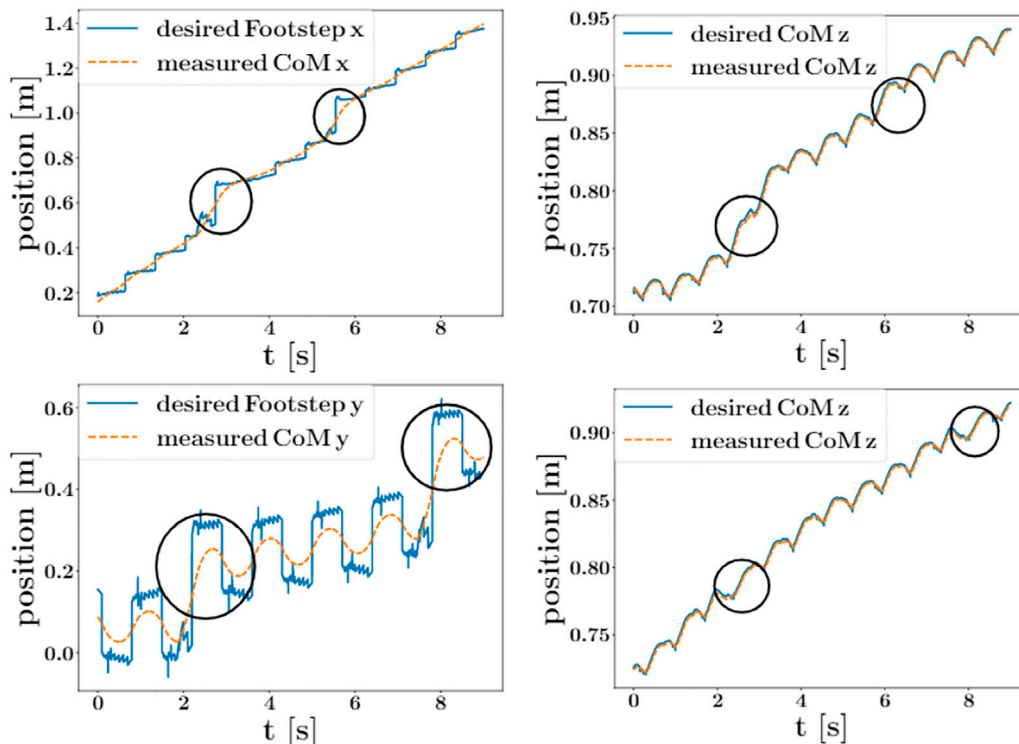 desired Footstep x
measured CoM x
position [m]
1.4
1.2
1.0
0.8
0.6
0.4
0.2
0 2 4 6 8
t [s]
desired CoM z
measured CoM z
position [m]
0.95
0.90
0.85
0.80
0.75
0.70
0 2 4 6 8
t [s]
desired Footstep y
measured CoM y
position [m]
0.6
0.4
0.2
0.0
0 2 4 6 8
t [s]
desired CoM z
measured CoM z
position [m]
0.90
0.85
0.80
0.75
0 2 4 6 8
t [s]